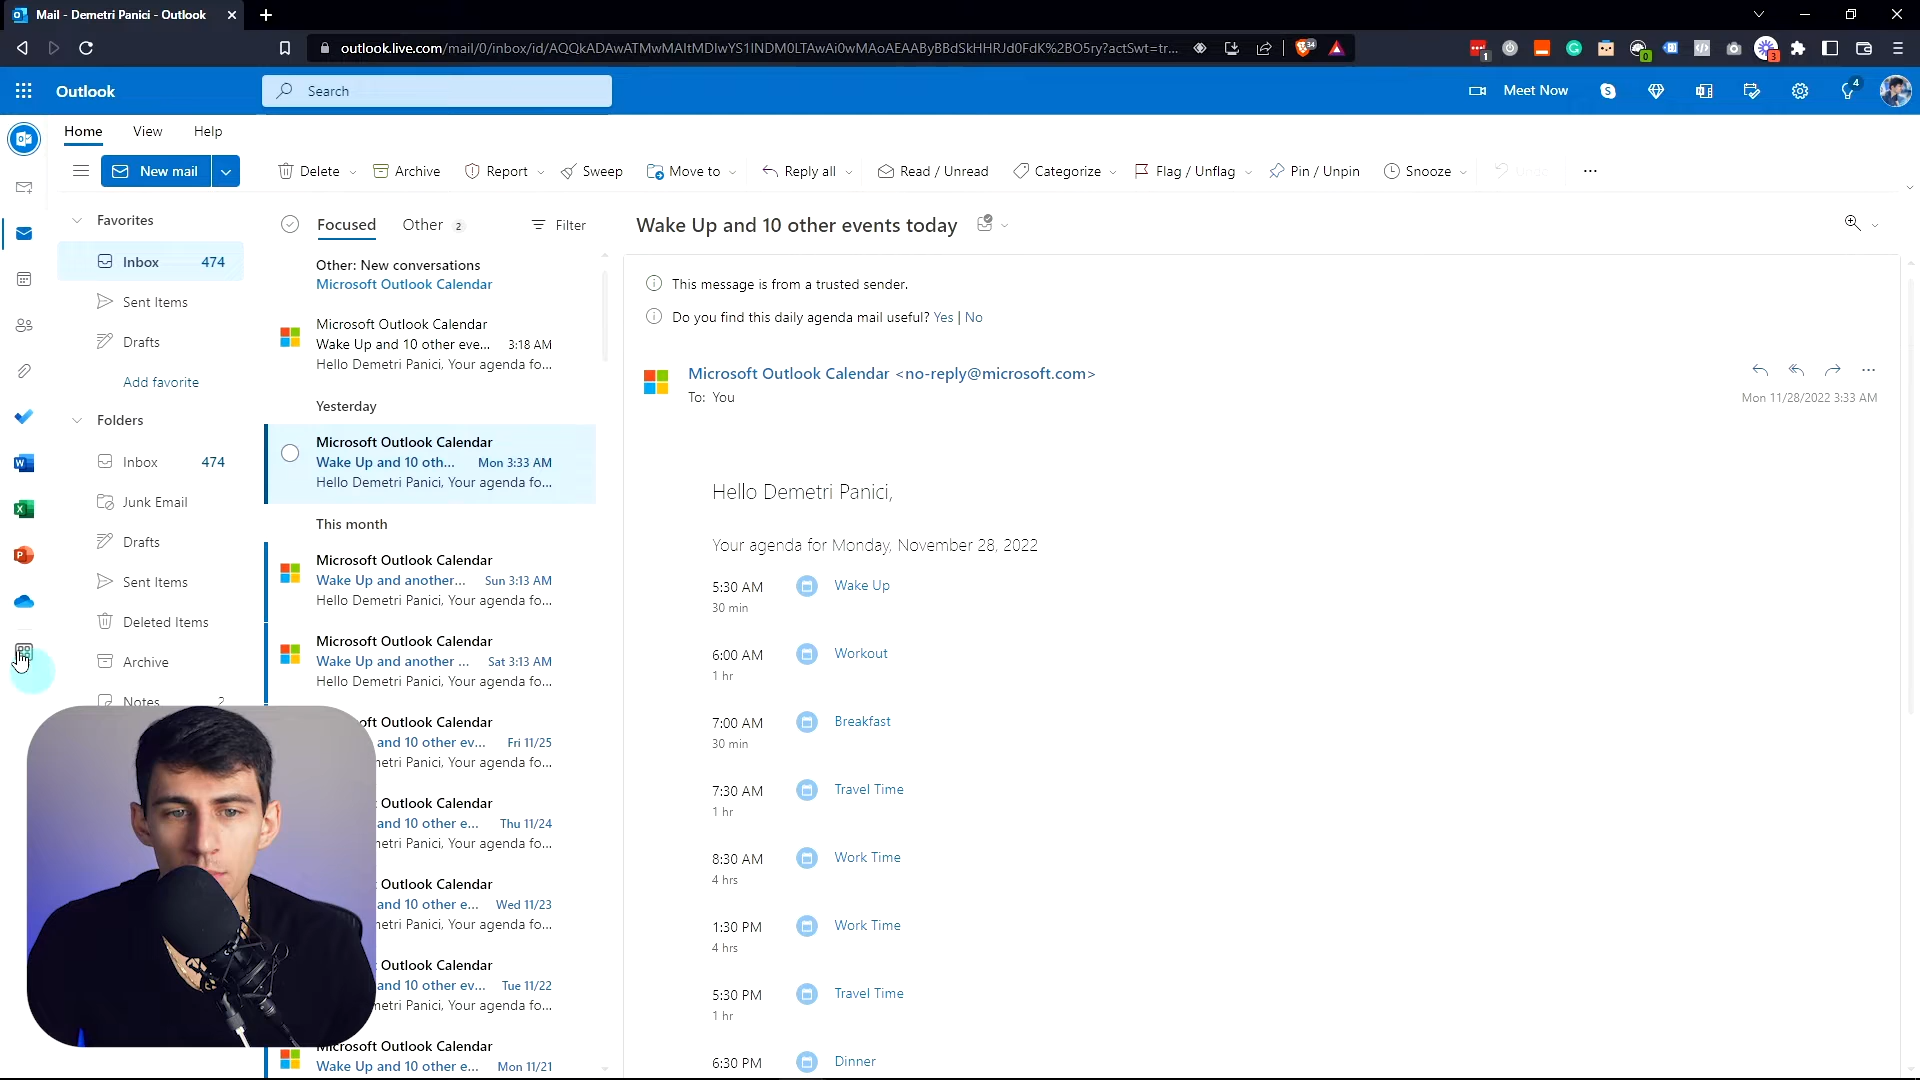 Mail - Demetri Panici - Outlook
outlook.live.com/mail/0/inbox/id/AQQkADAwATMwMAItMDIwYS1lNDM0LTAwAi0wMAoAEAAByBBdSkHHRJd0FdK%2BO5ry?actSwt=tr...
Outlook
Search
Meet Now
4
Home View Help
New mail
Delete Archive Report Sweep Move to Reply all Read / Unread Categorize Flag / Unflag Pin / Unpin Snooze Undo ...
Favorites
Inbox 474
Sent Items
Drafts
Add favorite
Folders
Inbox 474
Junk Email
Drafts
Sent Items
Deleted Items
Archive
Notes 2
Focused Other 2 Filter
Other: New conversations
Microsoft Outlook Calendar
Microsoft Outlook Calendar
Wake Up and 10 other eve... 3:18 AM
Hello Demetri Panici, Your agenda fo...
Yesterday
Microsoft Outlook Calendar
Wake Up and 10 oth... Mon 3:33 AM
Hello Demetri Panici, Your agenda fo...
This month
Microsoft Outlook Calendar
Wake Up and another... Sun 3:13 AM
Hello Demetri Panici, Your agenda fo...
Microsoft Outlook Calendar
Wake Up and another ... Sat 3:13 AM
Hello Demetri Panici, Your agenda fo...
oft Outlook Calendar
and 10 other ev... Fri 11/25
etri Panici, Your agenda fo...
Outlook Calendar
and 10 other e... Thu 11/24
etri Panici, Your agenda fo...
Outlook Calendar
and 10 other e... Wed 11/23
etri Panici, Your agenda fo...
Outlook Calendar
and 10 other ev... Tue 11/22
etri Panici, Your agenda fo...
Microsoft Outlook Calendar
Wake Up and 10 other e... Mon 11/21
Wake Up and 10 other events today
This message is from a trusted sender.
Do you find this daily agenda mail useful? Yes | No
Microsoft Outlook Calendar <no-reply@microsoft.com>
To: You
Mon 11/28/2022 3:33 AM
Hello Demetri Panici,
Your agenda for Monday, November 28, 2022
5:30 AM Wake Up
30 min
6:00 AM Workout
1 hr
7:00 AM Breakfast
30 min
7:30 AM Travel Time
1 hr
8:30 AM Work Time
4 hrs
1:30 PM Work Time
4 hrs
5:30 PM Travel Time
1 hr
6:30 PM Dinner